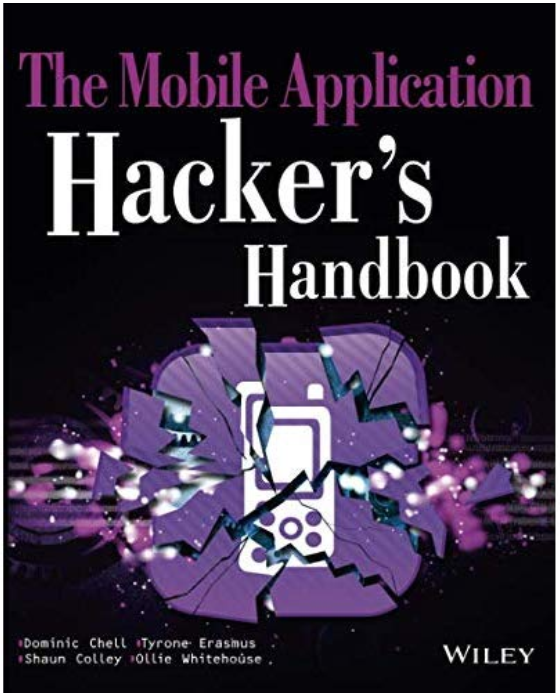 The Mobile Application
Hacker's
Handbook
Dominic Chell Tyrone Erasmus
Shaun Colley Ollie Whitehouse
WILEY